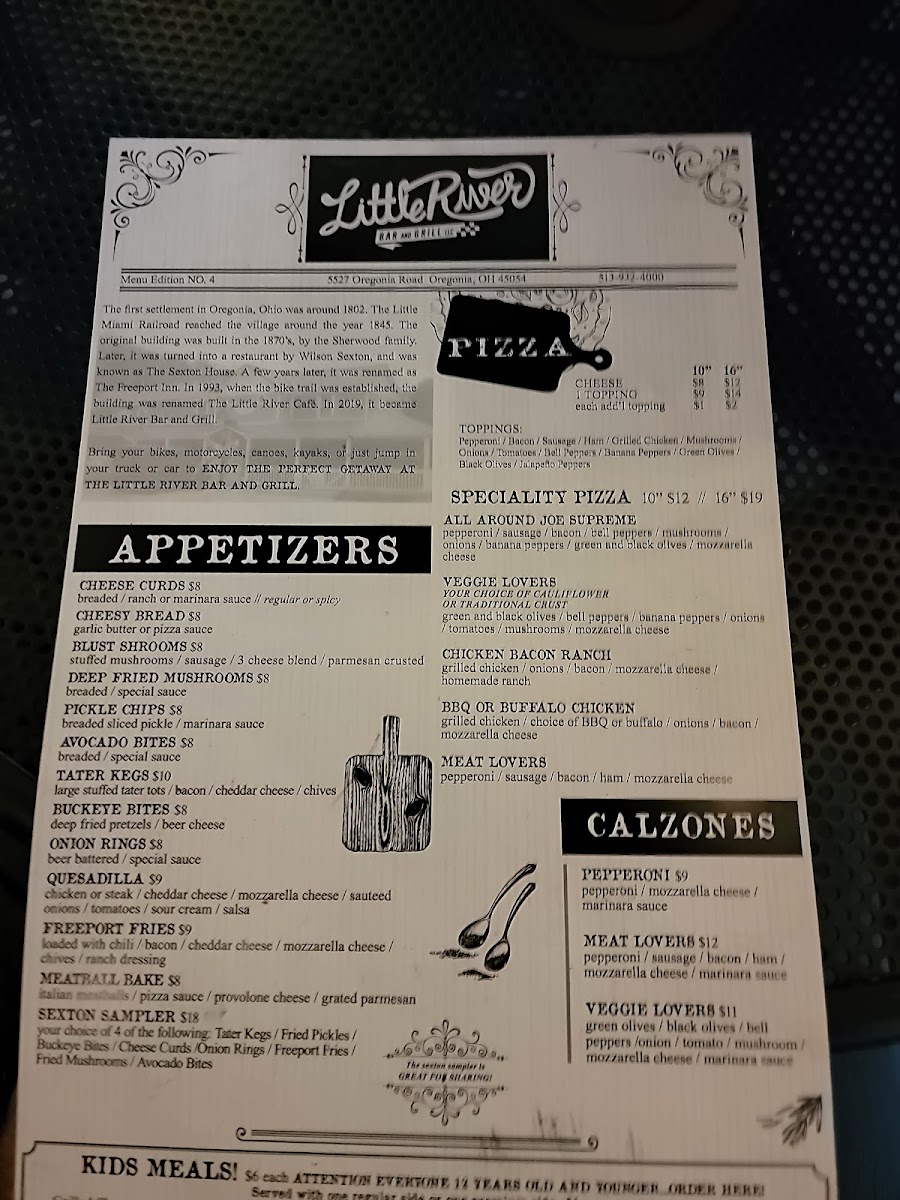 Little River
BAR AND GRILL LLC
Menu Edition NO. 4 5527 Oregonia Road Oregonia, OH 45054 513-932-4000
The first settlement in Oregonia, Ohio was around 1802. The Little
Miami Railroad reached the village around the year 1845. The
original building was built in the 1870's, by the Sherwood family.
Later, it was turned into a restaurant by Wilson Sexton, and was
known as The Sexton House. A few years later, it was renamed as
The Freeport Inn. In 1993, when the bike trail was established, the
building was renamed The Little River Café. In 2019, it became
Little River Bar and Grill.
Bring your bikes, motorcycles, canoes, kayaks, or just jump in
your truck or car to ENJOY THE PERFECT GETAWAY AT
THE LITTLE RIVER BAR AND GRILL.
APPETIZERS
CHEESE CURDS $8
breaded / ranch or marinara sauce // regular or spicy
CHEESY BREAD $8
garlic butter or pizza sauce
BLUST SHROOMS $8
stuffed mushrooms / sausage / 3 cheese blend / parmesan crusted
DEEP FRIED MUSHROOMS $8
breaded / special sauce
PICKLE CHIPS $8
breaded sliced pickle / marinara sauce
AVOCADO BITES $8
breaded / special sauce
TATER KEGS $10
large stuffed tater tots / bacon / cheddar cheese / chives
BUCKEYE BITES $8
deep fried pretzels / beer cheese
ONION RINGS $8
beer battered / special sauce
QUESADILLA $9
chicken or steak / cheddar cheese / mozzarella cheese / sauteed
onions / tomatoes / sour cream / salsa
FREEPORT FRIES $9
loaded with chili / bacon / cheddar cheese / mozzarella cheese /
chives / ranch dressing
MEATBALL BAKE $8
italian meatballs / pizza sauce / provolone cheese / grated parmesan
SEXTON SAMPLER $18
your choice of 4 of the following: Tater Kegs / Fried Pickles /
Buckeye Bites / Cheese Curds /Onion Rings / Freeport Fries /
Fried Mushrooms / Avocado Bites
The sexton sampler is
GREAT FOR SHARING!
PIZZA
10" 16"
CHEESE $8 $12
1 TOPPING $9 $14
each add'l topping $1 $2
TOPPINGS:
Pepperoni / Bacon / Sausage / Ham / Grilled Chicken / Mushrooms /
Onions / Tomatoes / Bell Peppers / Banana Peppers / Green Olives /
Black Olives / Jalapeño Peppers
SPECIALITY PIZZA 10" $12 // 16" $19
ALL AROUND JOE SUPREME
pepperoni / sausage / bacon / bell peppers / mushrooms /
onions / banana peppers / green and black olives / mozzarella
cheese
VEGGIE LOVERS
YOUR CHOICE OF CAULIFLOWER
OR TRADITIONAL CRUST
green and black olives / bell peppers / banana peppers / onions
/ tomatoes / mushrooms / mozzarella cheese
CHICKEN BACON RANCH
grilled chicken / onions / bacon / mozzarella cheese /
homemade ranch
BBQ OR BUFFALO CHICKEN
grilled chicken / choice of BBQ or buffalo / onions / bacon /
mozzarella cheese
MEAT LOVERS
pepperoni / sausage / bacon / ham / mozzarella cheese
CALZONES
PEPPERONI $9
pepperoni / mozzarella cheese /
marinara sauce
MEAT LOVERS $12
pepperoni / sausage / bacon / ham /
mozzarella cheese / marinara sauce
VEGGIE LOVERS $11
green olives / black olives / bell
peppers /onion / tomato / mushroom /
mozzarella cheese / marinara sauce
KIDS MEALS! $6 each ATTENTION EVERYONE 12 YEARS OLD AND YOUNGER...ORDER HERE!
Served with one regular side or